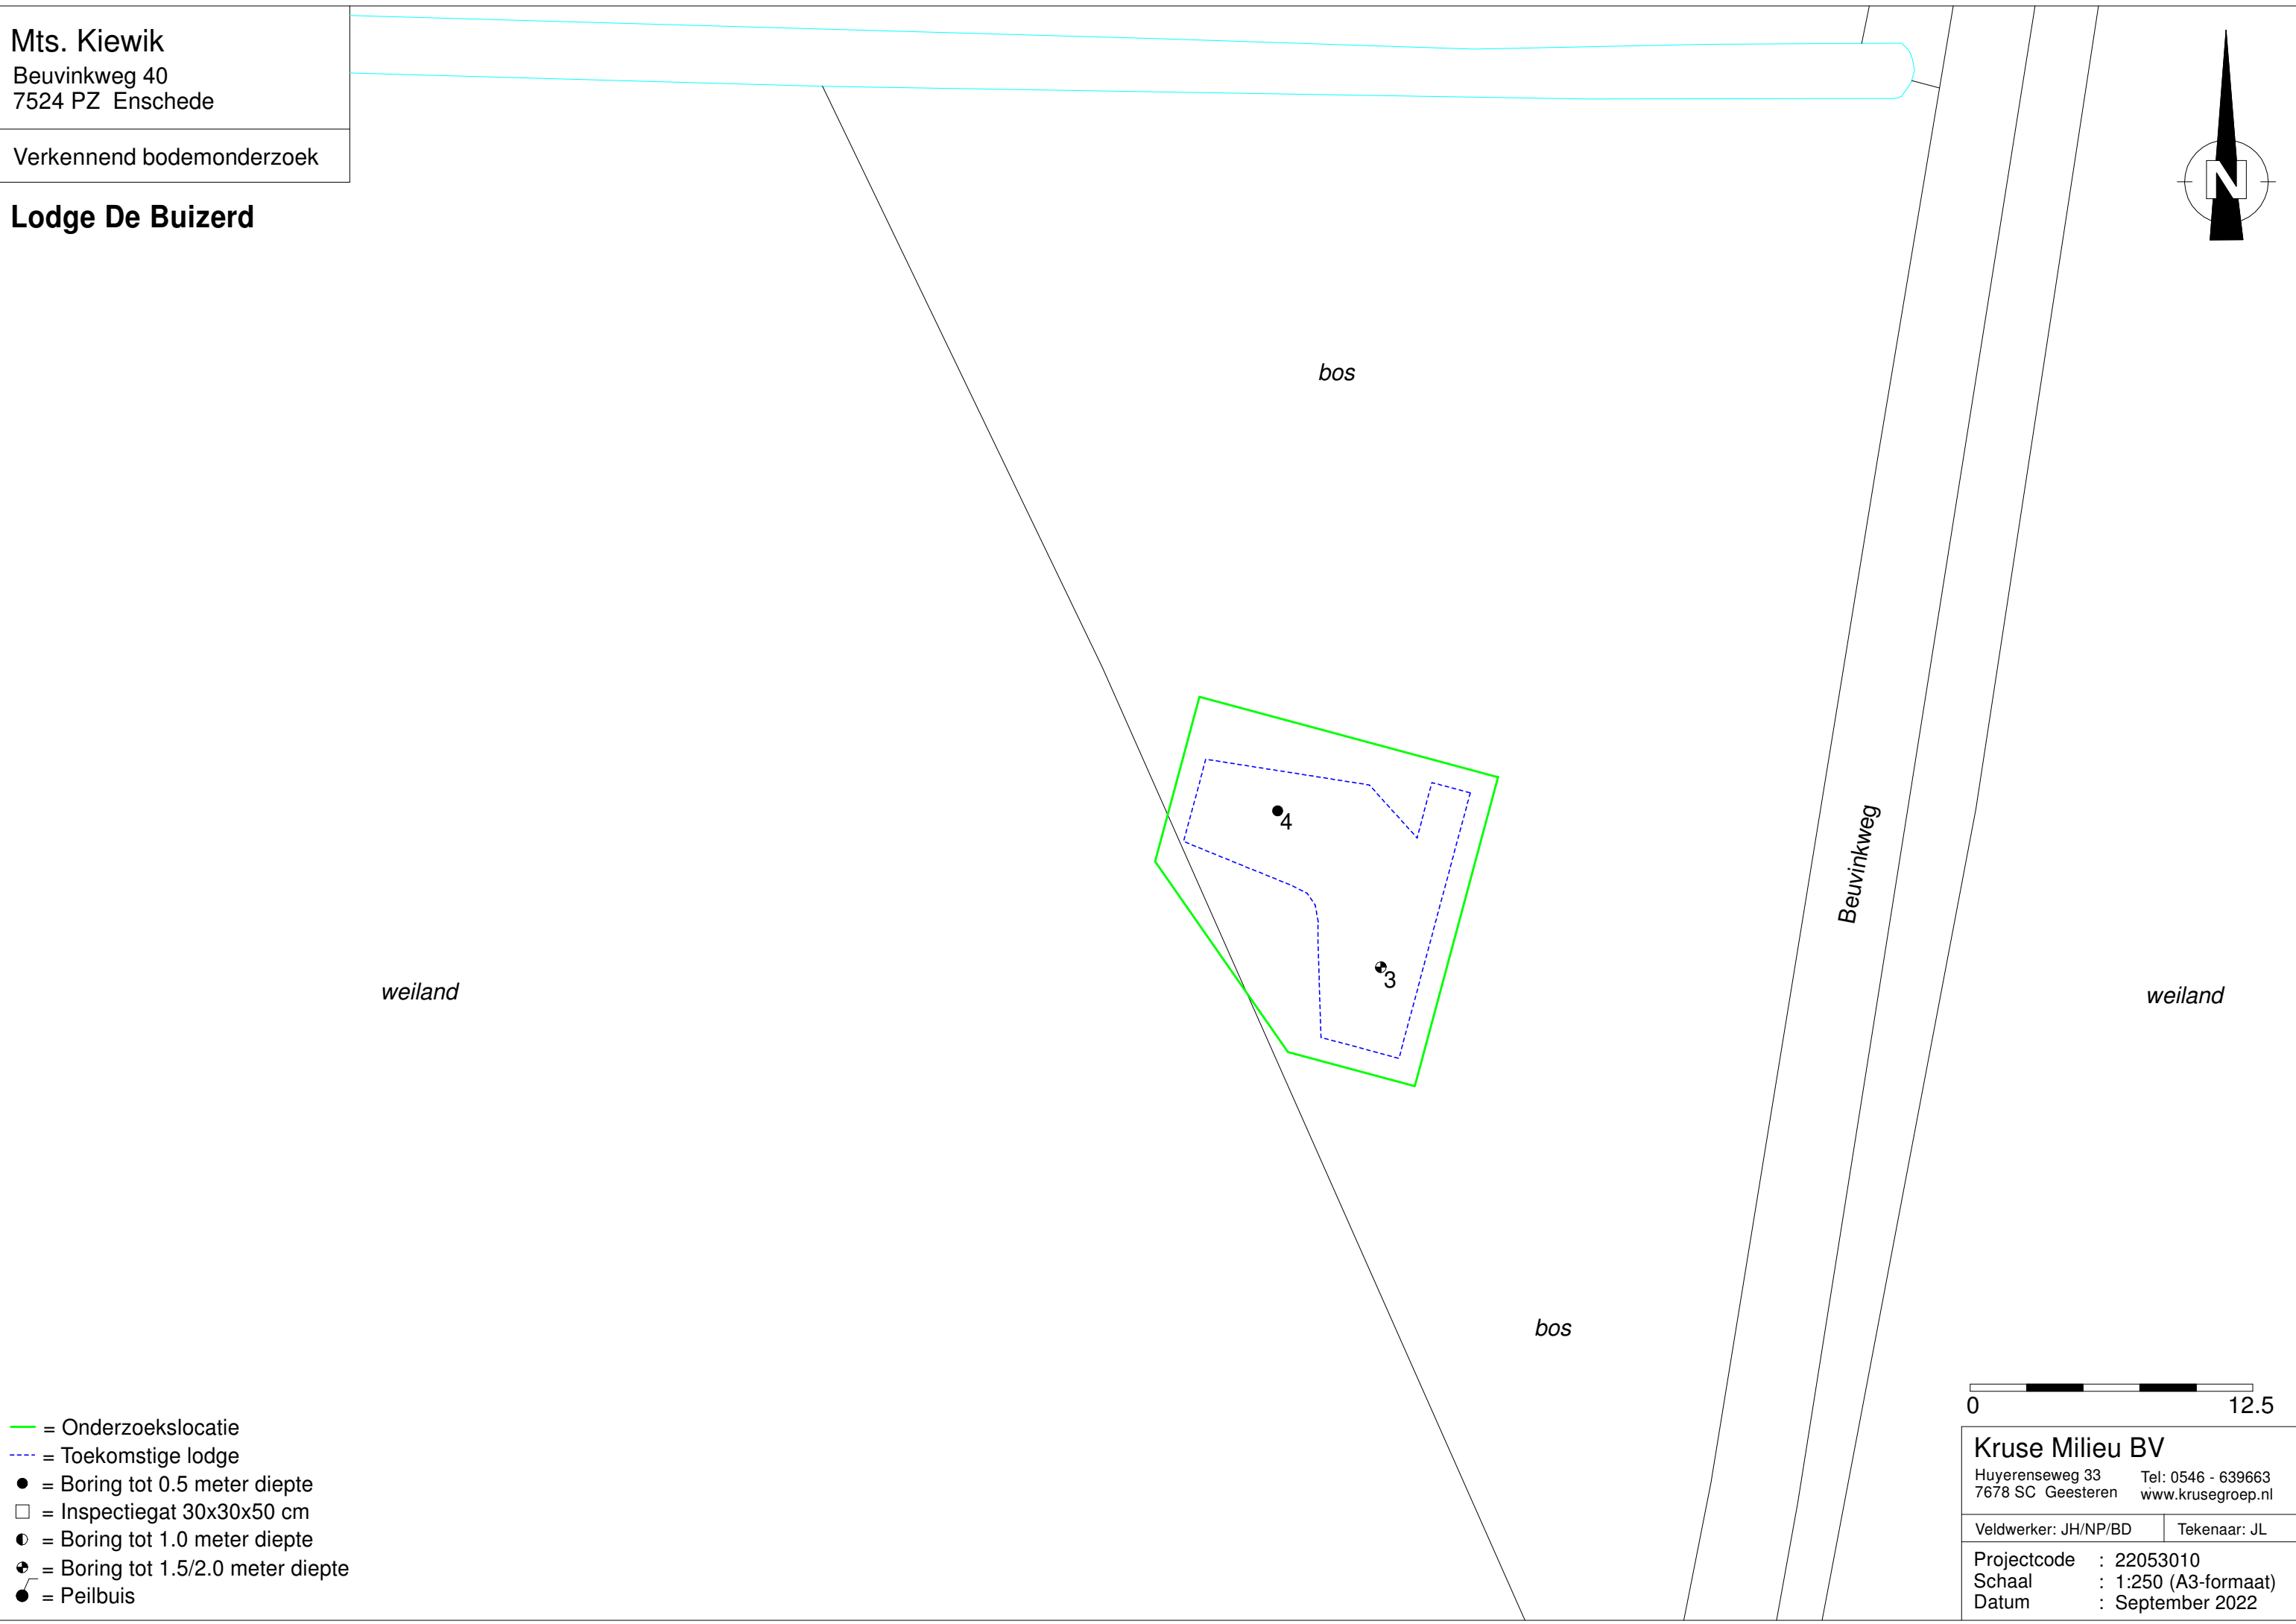 Mts. Kiewik
Beuvinkweg 40
7524 PZ Enschede
Verkennend bodemonderzoek
Lodge De Buizerd
N
bos
4
3
Beuvinkweg
weiland
weiland
bos
= Onderzoekslocatie
= Toekomstige lodge
= Boring tot 0.5 meter diepte
= Inspectiegat 30x30x50 cm
= Boring tot 1.0 meter diepte
= Boring tot 1.5/2.0 meter diepte
= Peilbuis
0 12.5
Kruse Milieu BV
Huyerenseweg 33 Tel: 0546 - 639663
7678 SC Geesteren www.krusegroep.nl
Veldwerker: JH/NP/BD Tekenaar: JL
Projectcode : 22053010
Schaal : 1:250 (A3-formaat)
Datum : September 2022